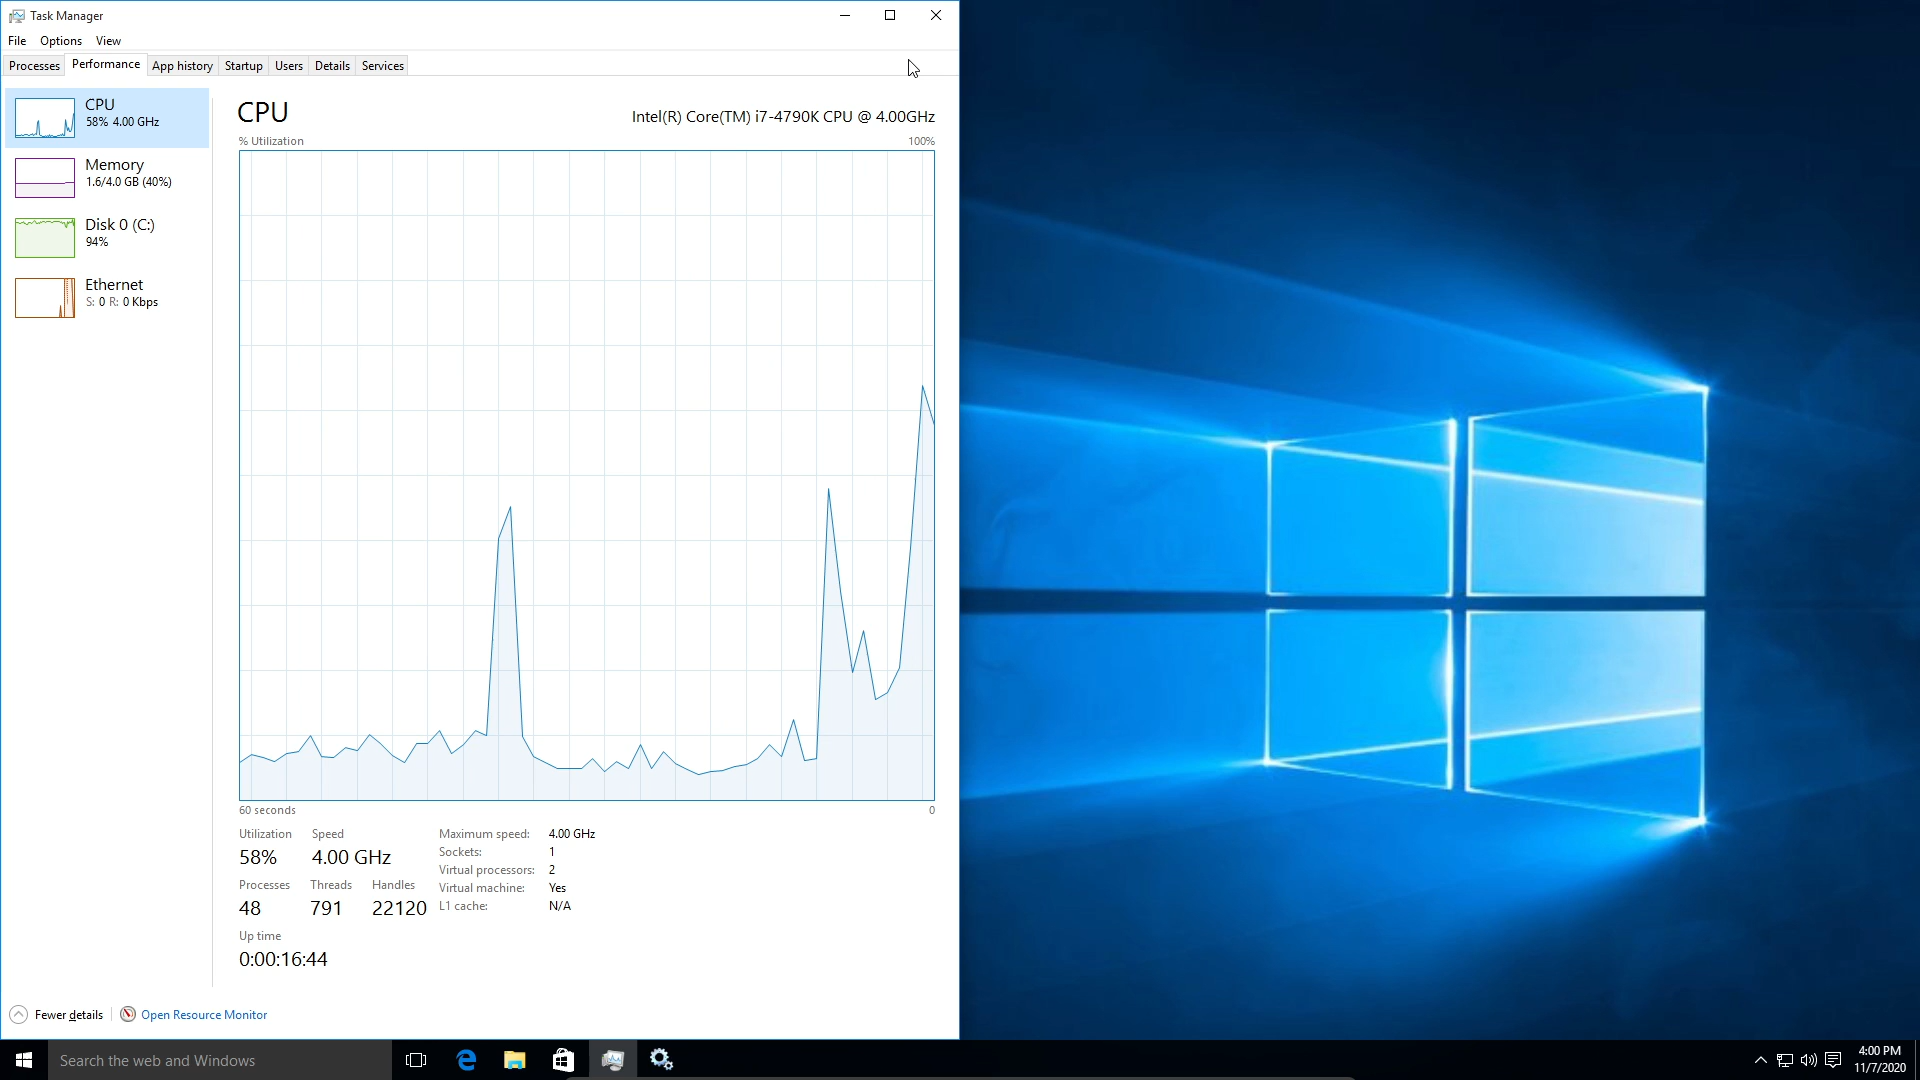 Task Manager
File Options View
Processes Performance App history Startup Users Details Services
CPU
58% 4.00 GHz
Memory
1.6/4.0 GB (40%)
Disk 0 (C:)
94%
Ethernet
S: 0 R: 0 Kbps
CPU
Intel(R) Core(TM) i7-4790K CPU @ 4.00GHz
% Utilization 100%
60 seconds 0
Utilization Speed
58% 4.00 GHz
Processes Threads Handles
48 791 22120
Up time
0:00:16:44
Maximum speed: 4.00 GHz
Sockets: 1
Virtual processors: 2
Virtual machine: Yes
L1 cache: N/A
Fewer details Open Resource Monitor
Search the web and Windows
4:00 PM
11/7/2020